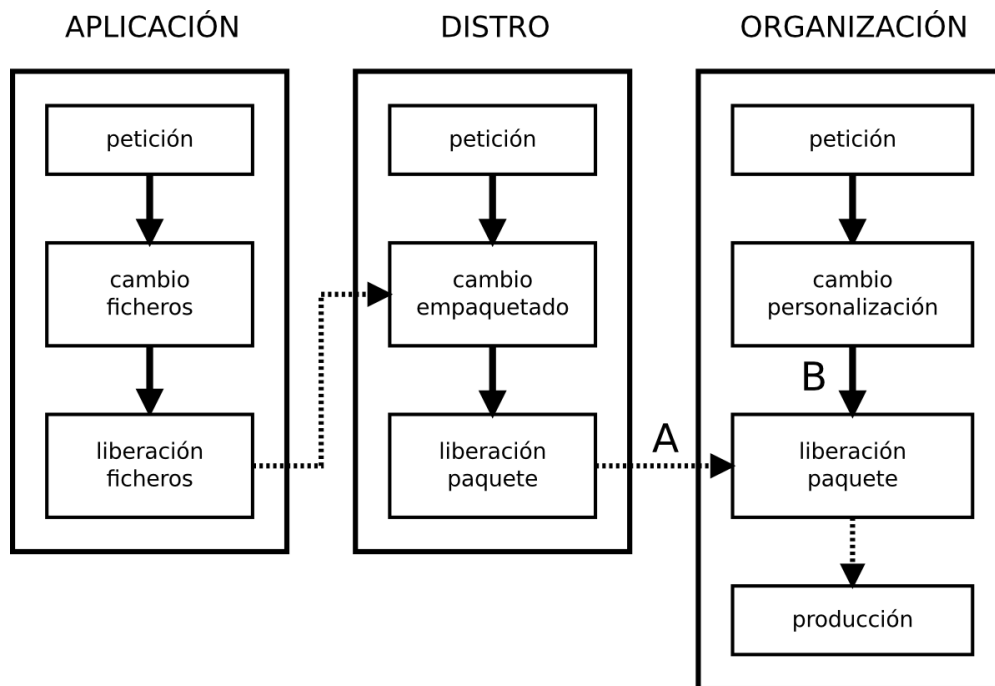 APLICACIÓN
petición
cambio
ficheros
liberación
ficheros
DISTRO
petición
cambio
empaquetado
liberación
paquete
A
ORGANIZACIÓN
petición
cambio
personalización
B
liberación
paquete
producción